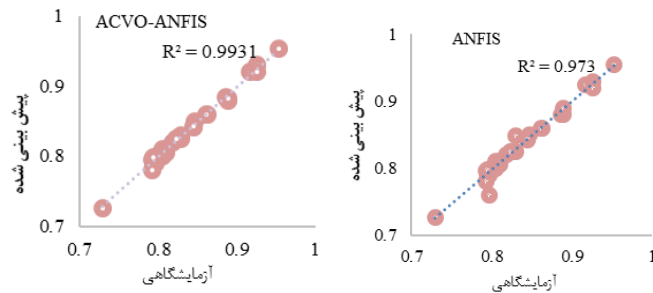 ACVO-ANFIS
R² = 0.9931
1
0.9
0.8
0.7
0.7
0.8
0.9
1
پیش بینی شده
آزمایشگاهی
ANFIS
R² = 0.973
1
0.9
0.8
0.7
0.7
0.8
0.9
1
پیش بینی شده
آزمایشگاهی